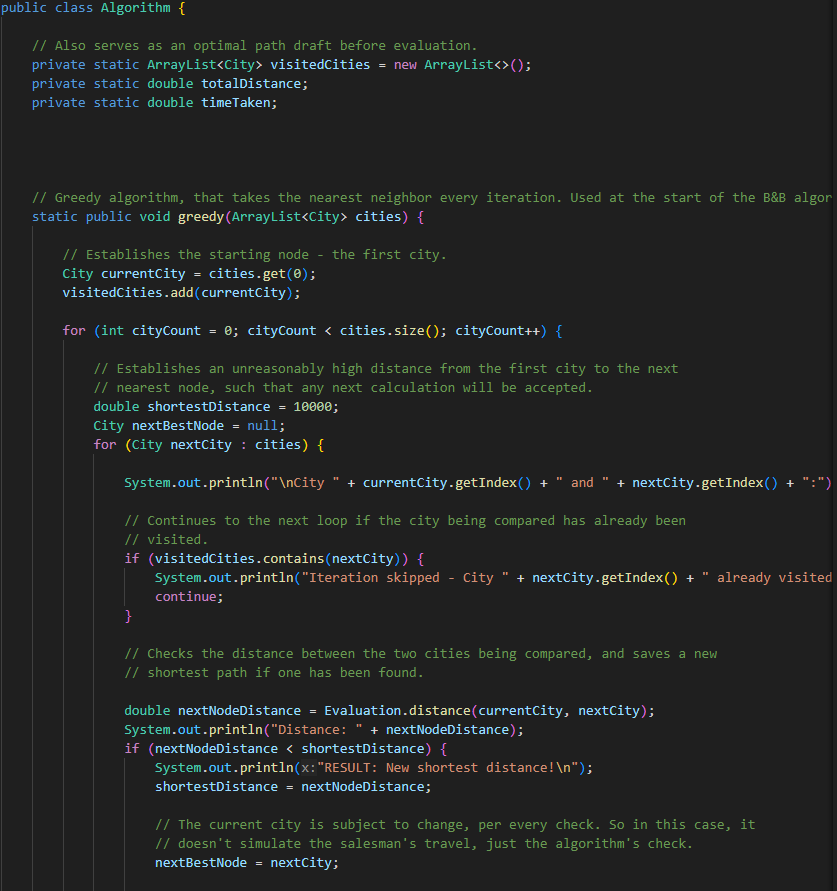 public class Algorithm {
// Also serves as an optimal path draft before evaluation.
private static ArrayList<City> visitedCities = new ArrayList<>();
private static double totalDistance;
private static double timeTaken;
// Greedy algorithm, that takes the nearest neighbor every iteration. Used at the start of the B&B algor
static public void greedy(ArrayList<City> cities) {
// Establishes the starting node - the first city.
City currentCity = cities.get(0);
visitedCities.add(currentCity);
for (int cityCount = 0; cityCount < cities.size(); cityCount++) {
// Establishes an unreasonably high distance from the first city to the next
// nearest node, such that any next calculation will be accepted.
double shortestDistance = 10000;
City nextBestNode = null;
for (City nextCity : cities) {
System.out.println("\nCity " + currentCity.getIndex() + " and " + nextCity.getIndex() + ":")
// Continues to the next loop if the city being compared has already been
// visited.
if (visitedCities.contains(nextCity)) {
System.out.println("Iteration skipped - City " + nextCity.getIndex() + " already visited
continue;
}
// Checks the distance between the two cities being compared, and saves a new
// shortest path if one has been found.
double nextNodeDistance = Evaluation.distance(currentCity, nextCity);
System.out.println("Distance: " + nextNodeDistance);
if (nextNodeDistance < shortestDistance) {
System.out.println(x:"RESULT: New shortest distance!\n");
shortestDistance = nextNodeDistance;
// The current city is subject to change, per every check. So in this case, it
// doesn't simulate the salesman's travel, just the algorithm's check.
nextBestNode = nextCity;